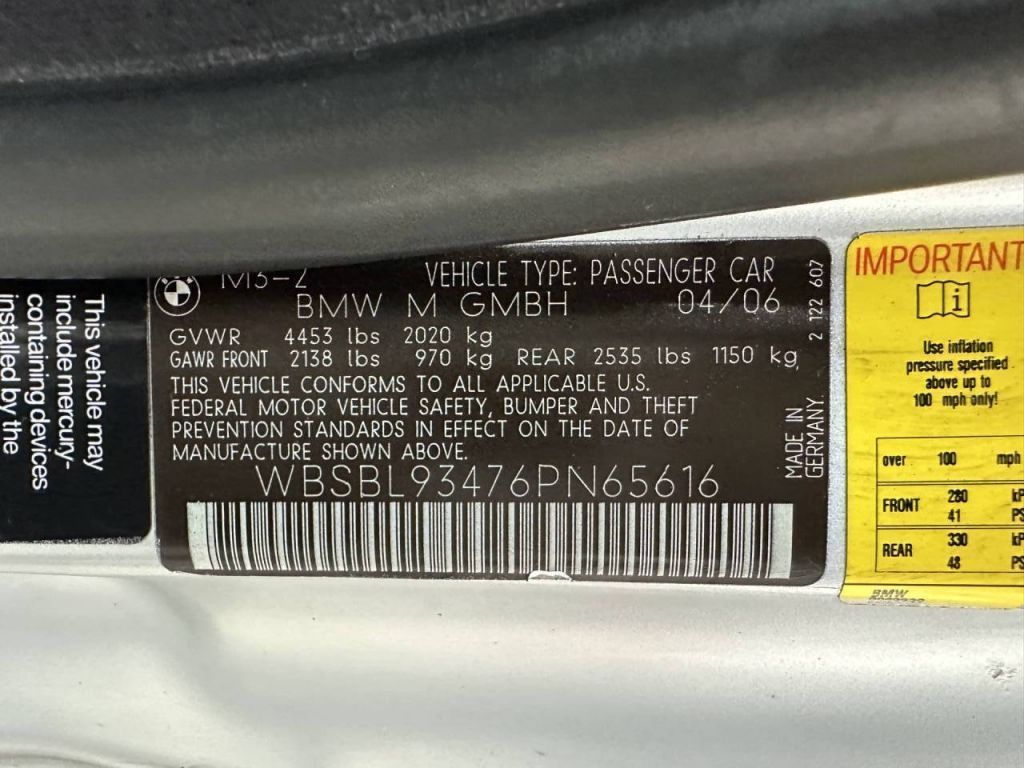 This vehicle may
include mercury-
containing devices
installed by the
M3-2 VEHICLE TYPE: PASSENGER CAR
BMW M GMBH 04/06
GVWR 4453 lbs 2020 kg
GAWR FRONT 2138 lbs 970 kg REAR 2535 lbs 1150 kg
THIS VEHICLE CONFORMS TO ALL APPLICABLE U.S.
FEDERAL MOTOR VEHICLE SAFETY, BUMPER AND THEFT
PREVENTION STANDARDS IN EFFECT ON THE DATE OF
MANUFACTURE SHOWN ABOVE.
WBSBL93476PN65616
2 122 607
MADE IN
GERMANY.
IMPORTANT
i
Use inflation
pressure specified
above up to
100 mph only!
over 100 mph
FRONT 280
41
REAR 330
48
BMW